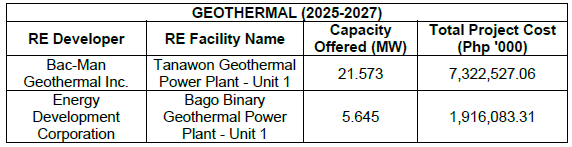 GEOTHERMAL (2025-2027)
RE Developer RE Facility Name Capacity Offered (MW) Total Project Cost (Php '000)
Bac-Man Geothermal Inc. Tanawon Geothermal Power Plant - Unit 1 21.573 7,322,527.06
Energy Development Corporation Bago Binary Geothermal Power Plant - Unit 1 5.645 1,916,083.31